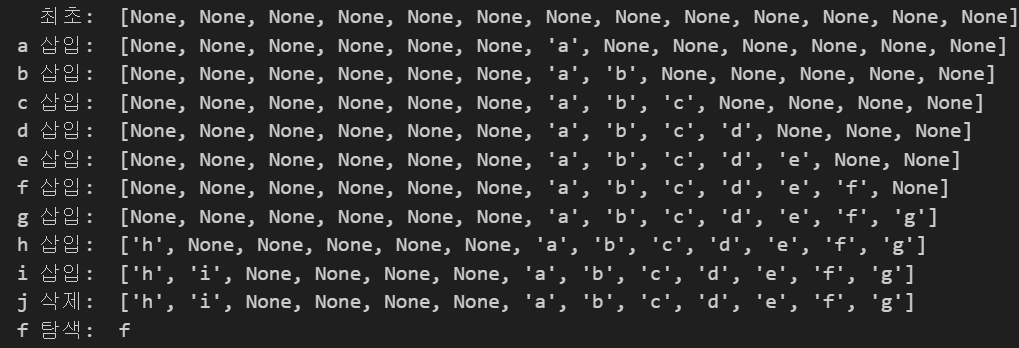 최초: [None, None, None, None, None, None, None, None, None, None, None, None, None]
a 삽입: [None, None, None, None, None, None, 'a', None, None, None, None, None, None]
b 삽입: [None, None, None, None, None, None, 'a', 'b', None, None, None, None, None]
c 삽입: [None, None, None, None, None, None, 'a', 'b', 'c', None, None, None, None]
d 삽입: [None, None, None, None, None, None, 'a', 'b', 'c', 'd', None, None, None]
e 삽입: [None, None, None, None, None, None, 'a', 'b', 'c', 'd', 'e', None, None]
f 삽입: [None, None, None, None, None, None, 'a', 'b', 'c', 'd', 'e', 'f', None]
g 삽입: [None, None, None, None, None, None, 'a', 'b', 'c', 'd', 'e', 'f', 'g']
h 삽입: ['h', None, None, None, None, None, 'a', 'b', 'c', 'd', 'e', 'f', 'g']
i 삽입: ['h', 'i', None, None, None, None, 'a', 'b', 'c', 'd', 'e', 'f', 'g']
j 삭제: ['h', 'i', None, None, None, None, 'a', 'b', 'c', 'd', 'e', 'f', 'g']
f 탐색: f